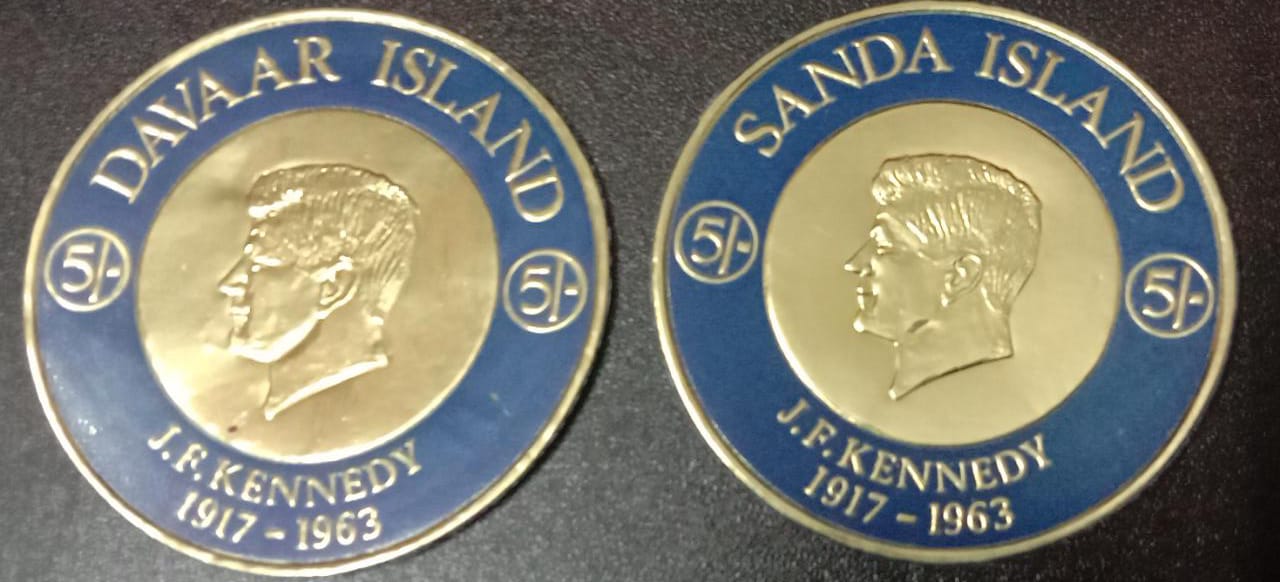 DAVAAR ISLAND
5/-
5/-
J.F.KENNEDY
1917 - 1963
SANDA ISLAND
5/-
5/-
J.F.KENNEDY
1917 - 1963